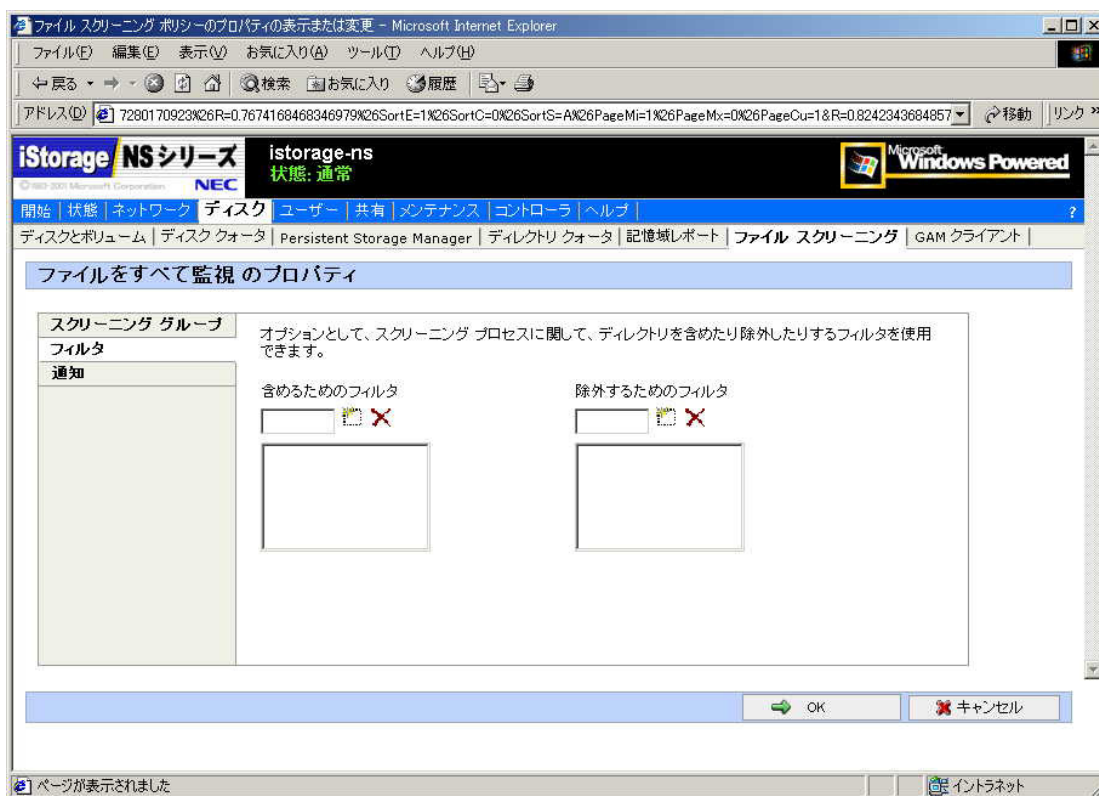 ファイル スクリーニング ポリシーのプロパティの表示または変更 - Microsoft Internet Explorer
ファイル(F) 編集(E) 表示(V) お気に入り(A) ツール(T) ヘルプ(H)
戻る 検索 お気に入り 履歴
アドレス(D) 7280170923%26R=0.7674168468346979%26SortE=1%26SortC=0%26SortS=A%26PageMi=1%26PageMx=0%26PageCu=1&R=0.8242343684857 移動 リンク »
iStorage NSシリーズ istorage-ns Microsoft Windows Powered
状態: 通常
NEC
開始 | 状態 | ネットワーク | ディスク | ユーザー | 共有 | メンテナンス | コントローラ | ヘルプ | ?
ディスクとボリューム | ディスク クォータ | Persistent Storage Manager | ディレクトリ クォータ | 記憶域レポート | ファイル スクリーニング | GAM クライアント |
ファイルをすべて監視 のプロパティ
スクリーニング グループ
フィルタ
通知
オプションとして、スクリーニング プロセスに関して、ディレクトリを含めたり除外したりするフィルタを使用
できます。
含めるためのフィルタ 除外するためのフィルタ
OK キャンセル
ページが表示されました イントラネット